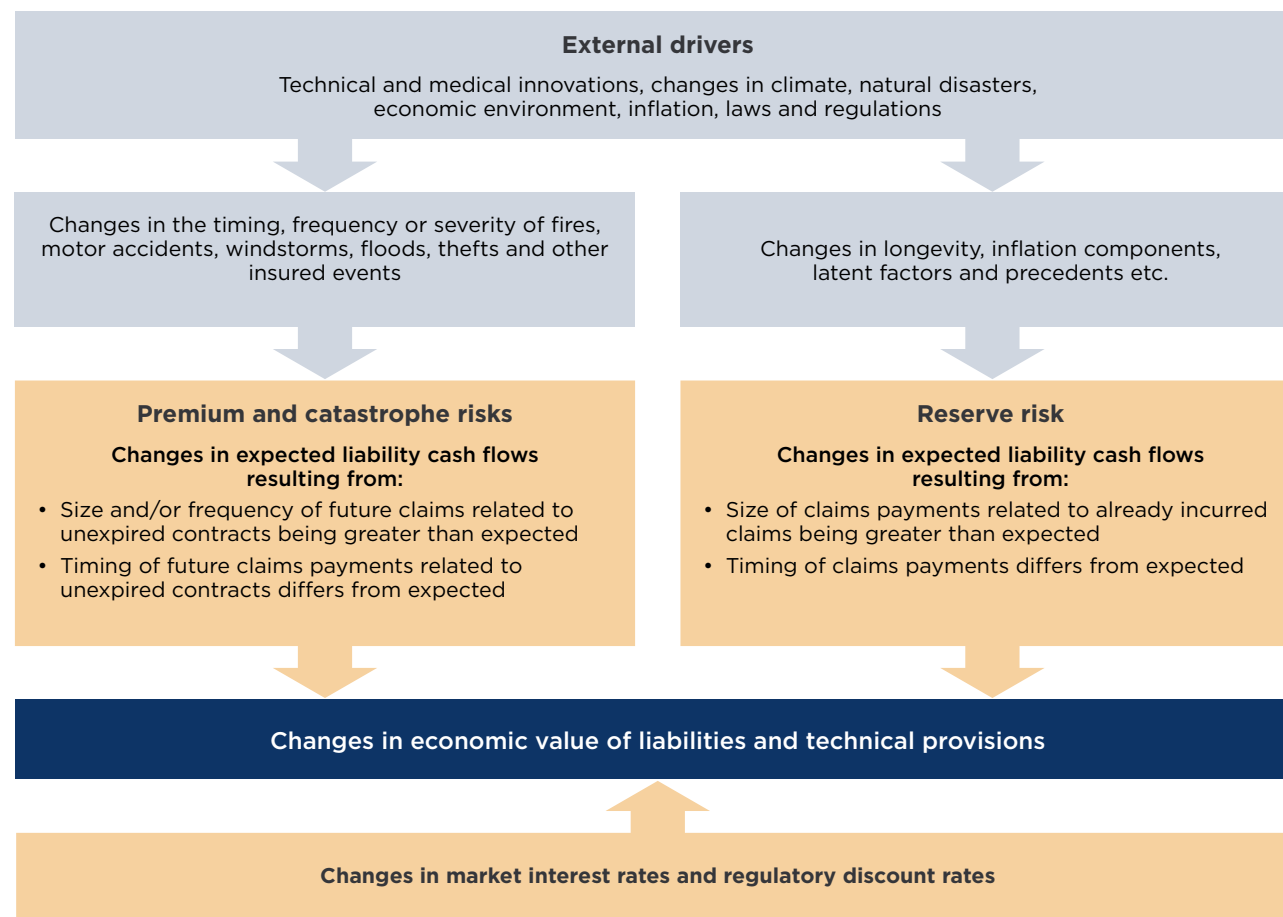 External drivers
Technical and medical innovations, changes in climate, natural disasters,
economic environment, inflation, laws and regulations
Changes in the timing, frequency or severity of fires,
motor accidents, windstorms, floods, thefts and other
insured events
Changes in longevity, inflation components,
latent factors and precedents etc.
Premium and catastrophe risks
Changes in expected liability cash flows
resulting from:
• Size and/or frequency of future claims related to
unexpired contracts being greater than expected
• Timing of future claims payments related to
unexpired contracts differs from expected
Reserve risk
Changes in expected liability cash flows
resulting from:
• Size of claims payments related to already incurred
claims being greater than expected
• Timing of claims payments differs from expected
Changes in economic value of liabilities and technical provisions
Changes in market interest rates and regulatory discount rates